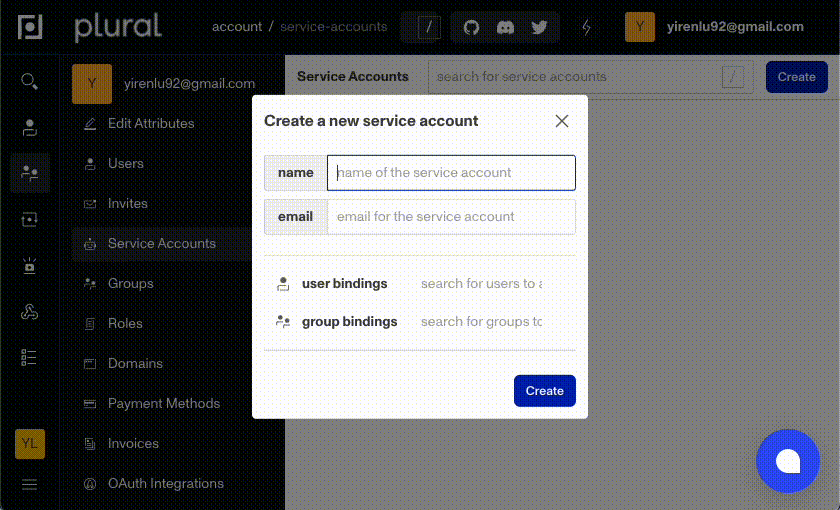 plural
account / service-accounts
/
Y
yirenlu92@gmail.com
Y
yirenlu92@gmail.com
Service Accounts
search for service accounts
/
Create
Edit Attributes
Users
Invites
Service Accounts
Groups
Roles
Domains
Payment Methods
Invoices
OAuth Integrations
YL
Create a new service account
name
name of the service account
email
email for the service account
user bindings
search for users to a
group bindings
search for groups to
Create